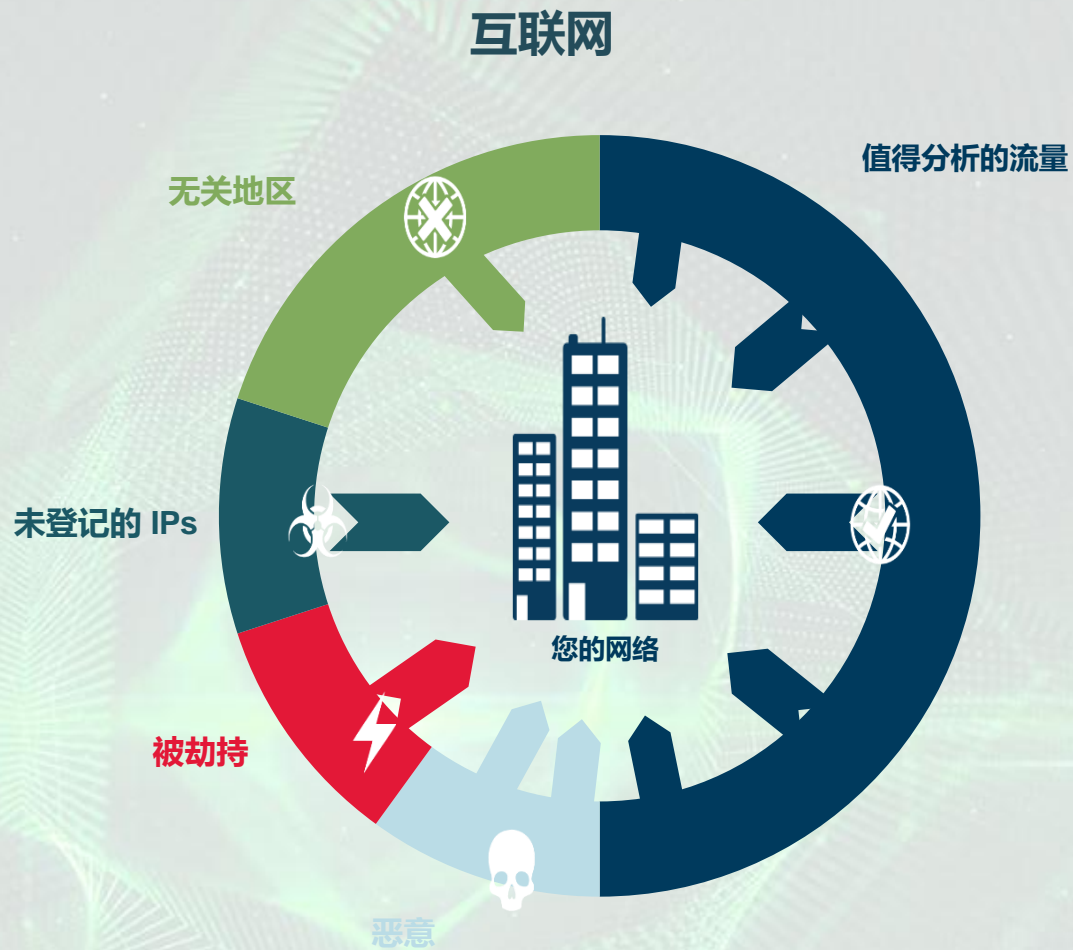 互联网
值得分析的流量
无关地区
未登记的 IPs
您的网络
被劫持
恶意